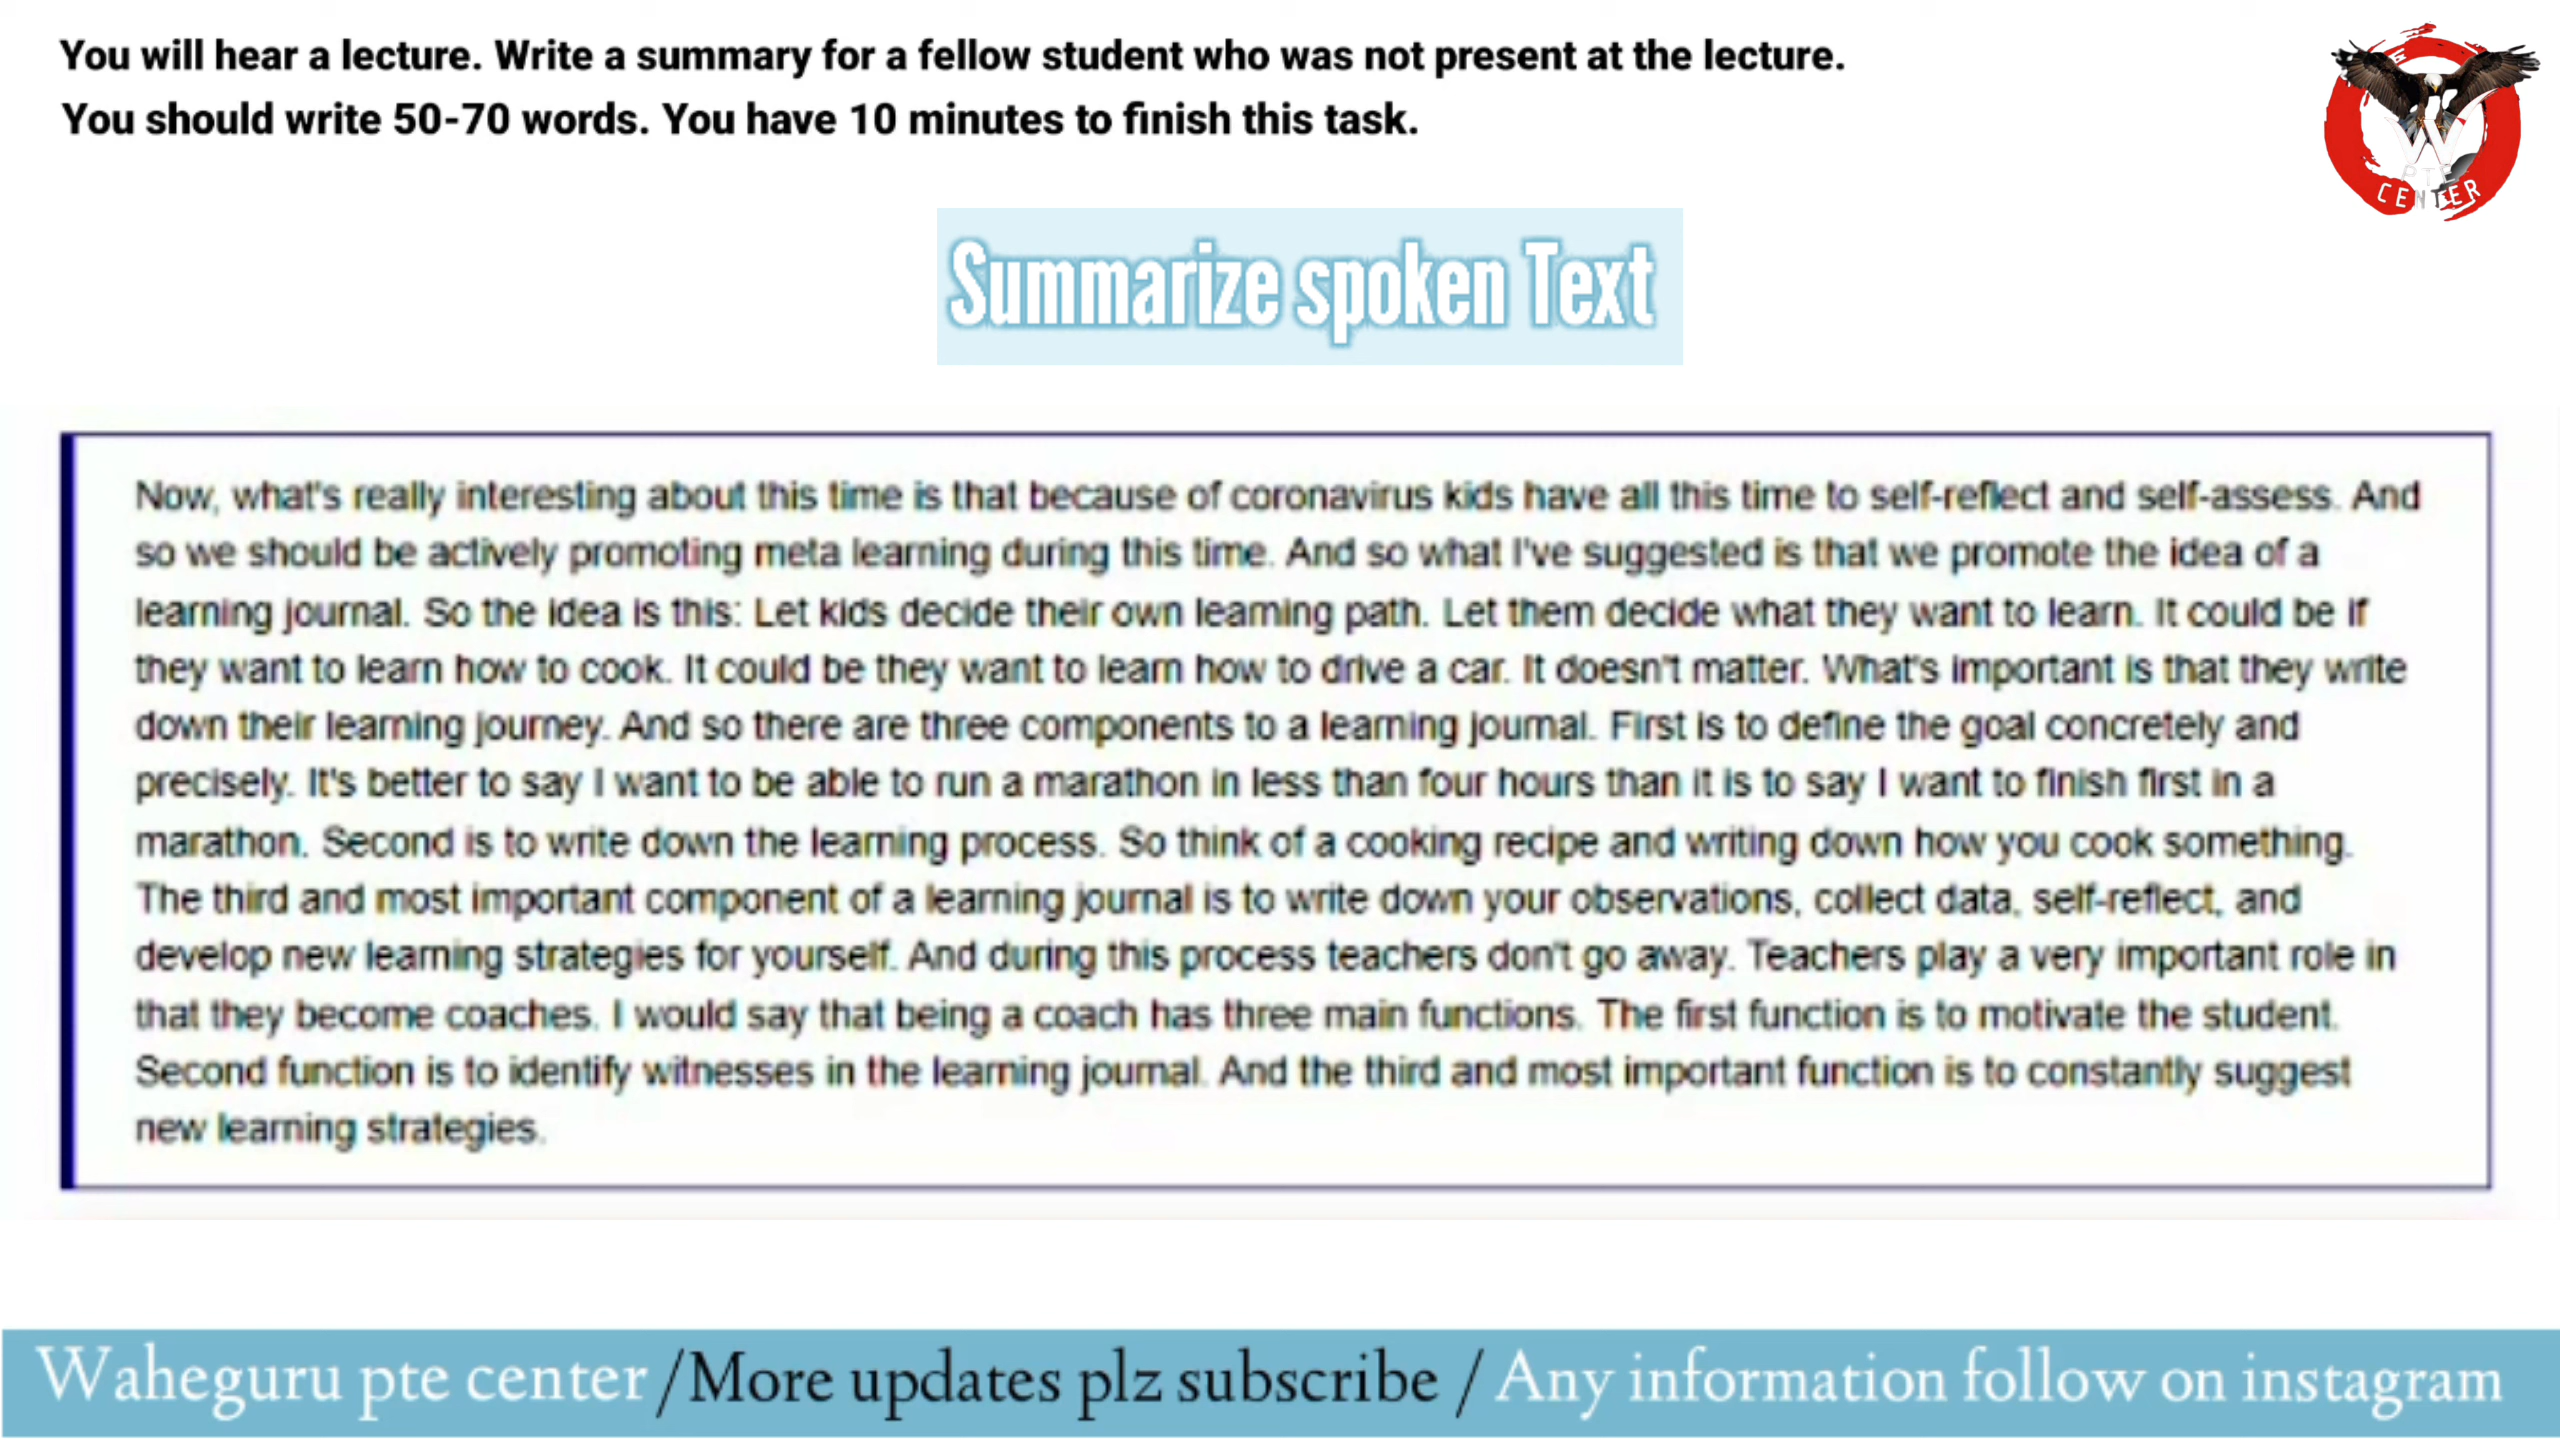 You will hear a lecture. Write a summary for a fellow student who was not present at the lecture.
You should write 50-70 words. You have 10 minutes to finish this task.
W
PTE
CENTER
Summarize spoken Text
Now, what's really interesting about this time is that because of coronavirus kids have all this time to self-reflect and self-assess. And
so we should be actively promoting meta learning during this time. And so what I've suggested is that we promote the idea of a
learning journal. So the idea is this: Let kids decide their own learning path. Let them decide what they want to learn. It could be if
they want to learn how to cook. It could be they want to learn how to drive a car. It doesn't matter. What's important is that they write
down their learning journey. And so there are three components to a learning journal. First is to define the goal concretely and
precisely. It's better to say I want to be able to run a marathon in less than four hours than it is to say I want to finish first in a
marathon. Second is to write down the learning process. So think of a cooking recipe and writing down how you cook something.
The third and most important component of a learning journal is to write down your observations, collect data, self-reflect, and
develop new learning strategies for yourself. And during this process teachers don't go away. Teachers play a very important role in
that they become coaches. I would say that being a coach has three main functions. The first function is to motivate the student.
Second function is to identify witnesses in the learning journal. And the third and most important function is to constantly suggest
new learning strategies.
Waheguru pte center /More updates plz subscribe / Any information follow on instagram